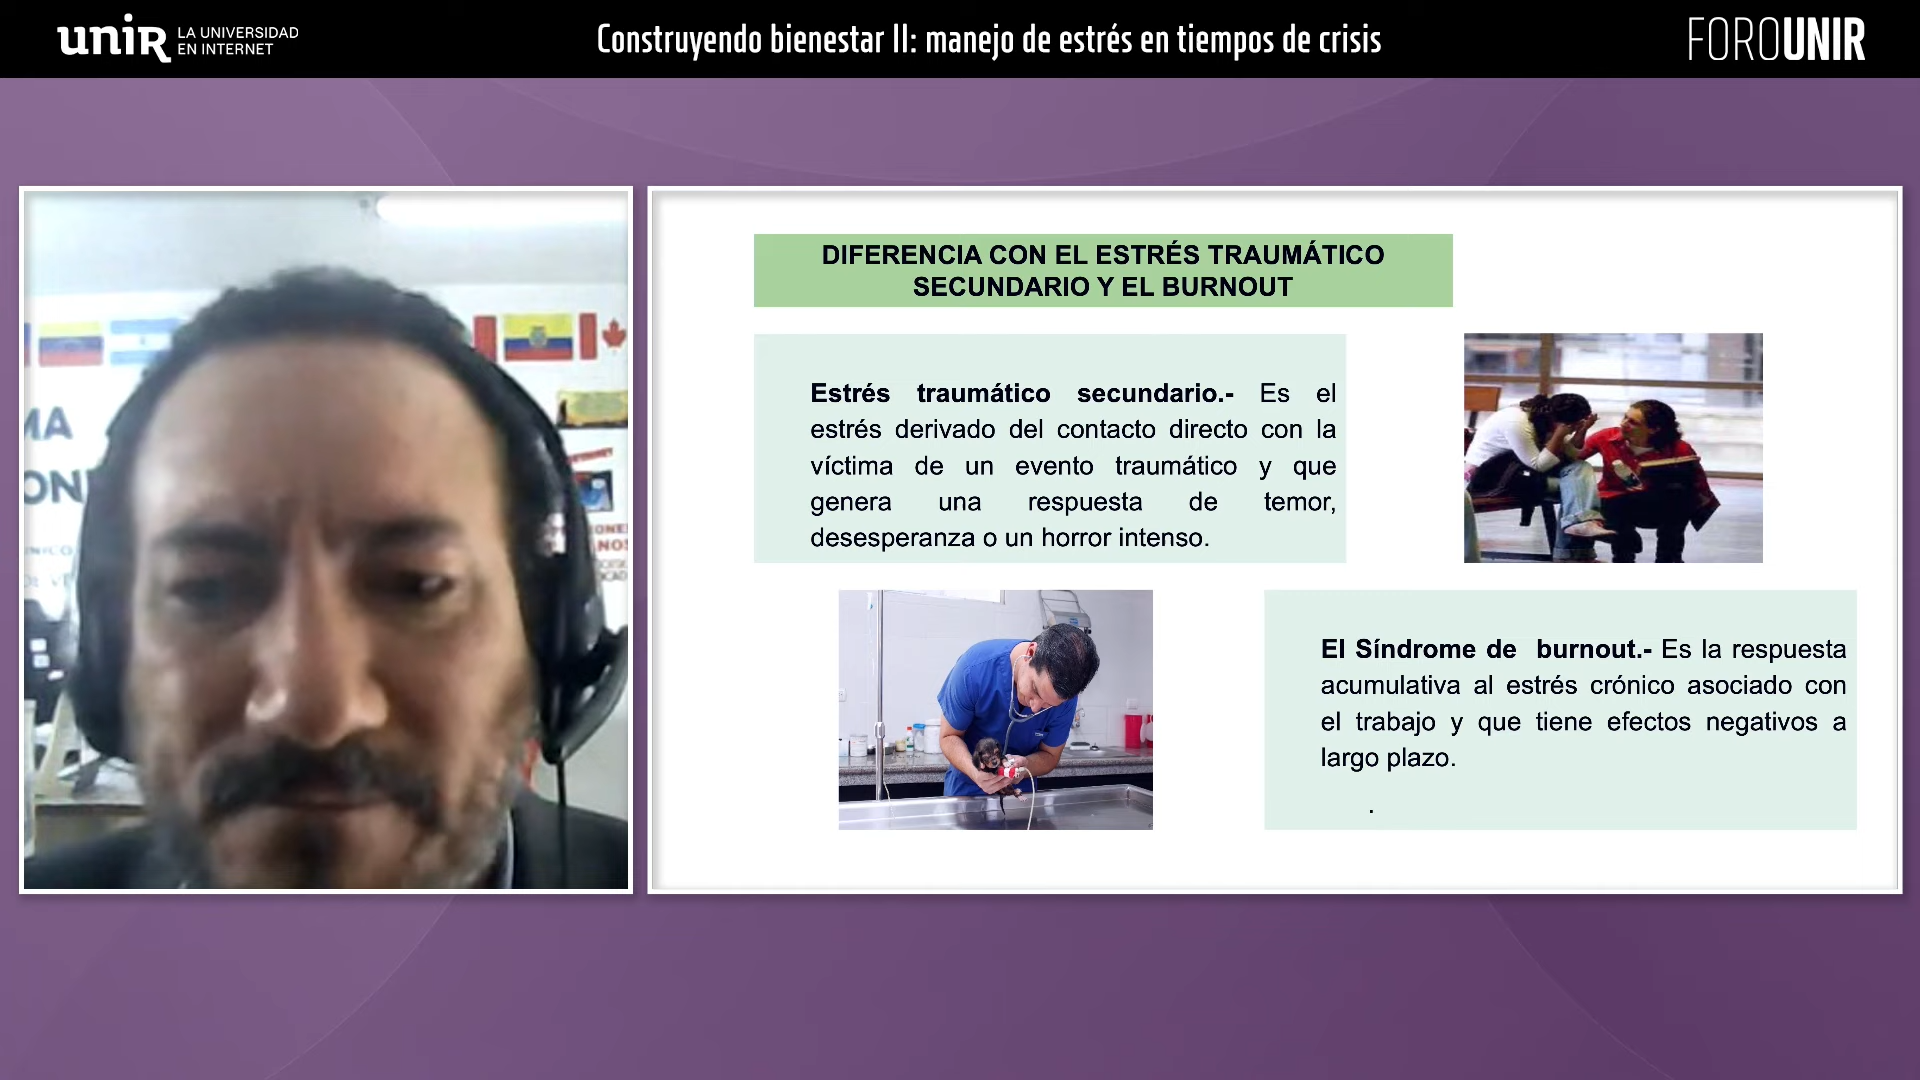 unir LA UNIVERSIDAD
EN INTERNET
Construyendo bienestar II: manejo de estrés en tiempos de crisis
FOROUNIR
MA
ONE
NICO
DIFERENCIA CON EL ESTRÉS TRAUMÁTICO
SECUNDARIO Y EL BURNOUT
Estrés traumático secundario.- Es el
estrés derivado del contacto directo con la
víctima de un evento traumático y que
genera una respuesta de temor,
desesperanza o un horror intenso.
El Síndrome de burnout.- Es la respuesta
acumulativa al estrés crónico asociado con
el trabajo y que tiene efectos negativos a
largo plazo.
.